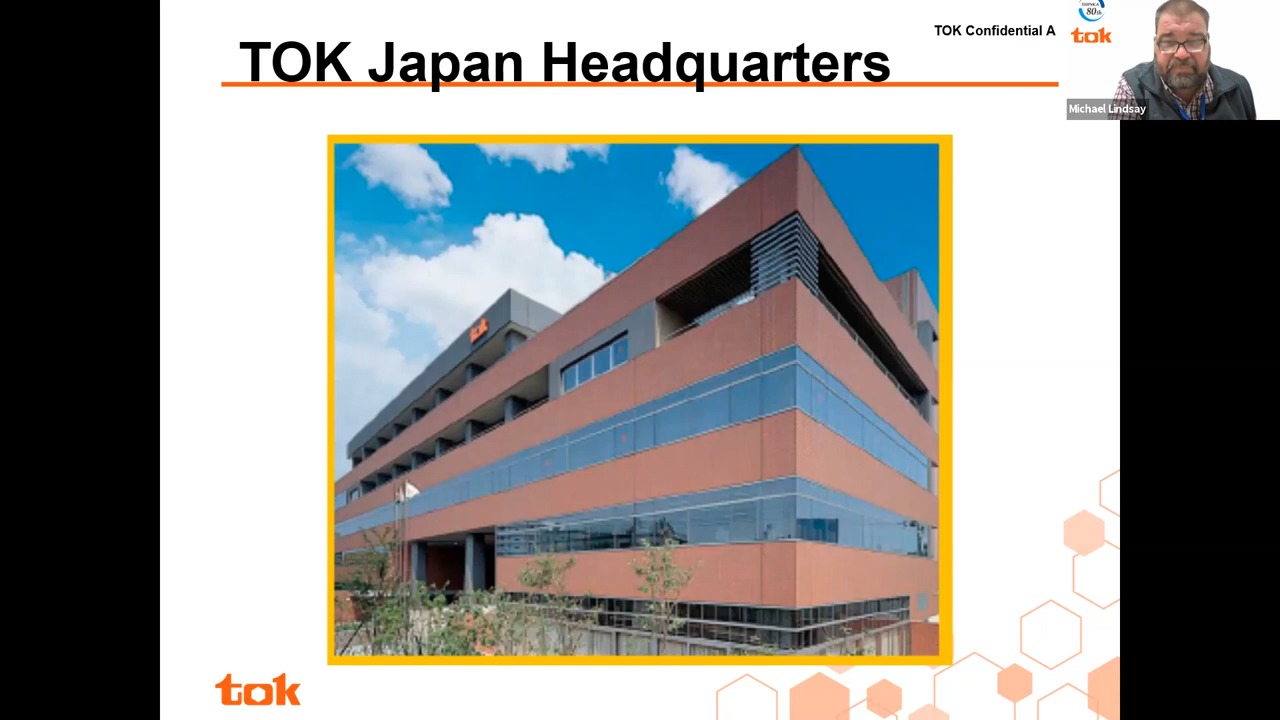 TOK Confidential A
80th
tok
TOK Japan Headquarters
Michael Lindsay
tok
tok